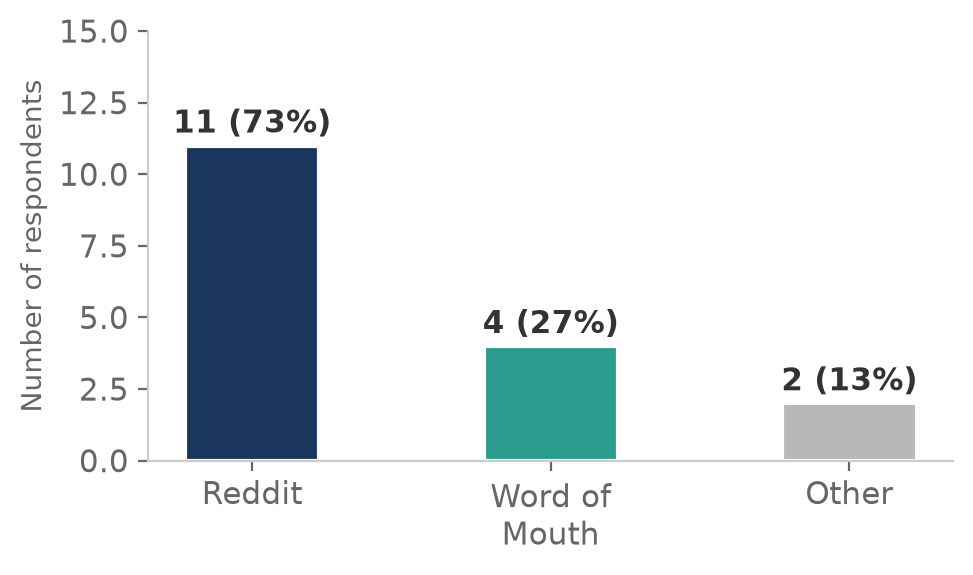 15.0
12.5
10.0
7.5
5.0
2.5
0.0
Number of respondents
11 (73%)
4 (27%)
2 (13%)
Reddit
Word of
Mouth
Other